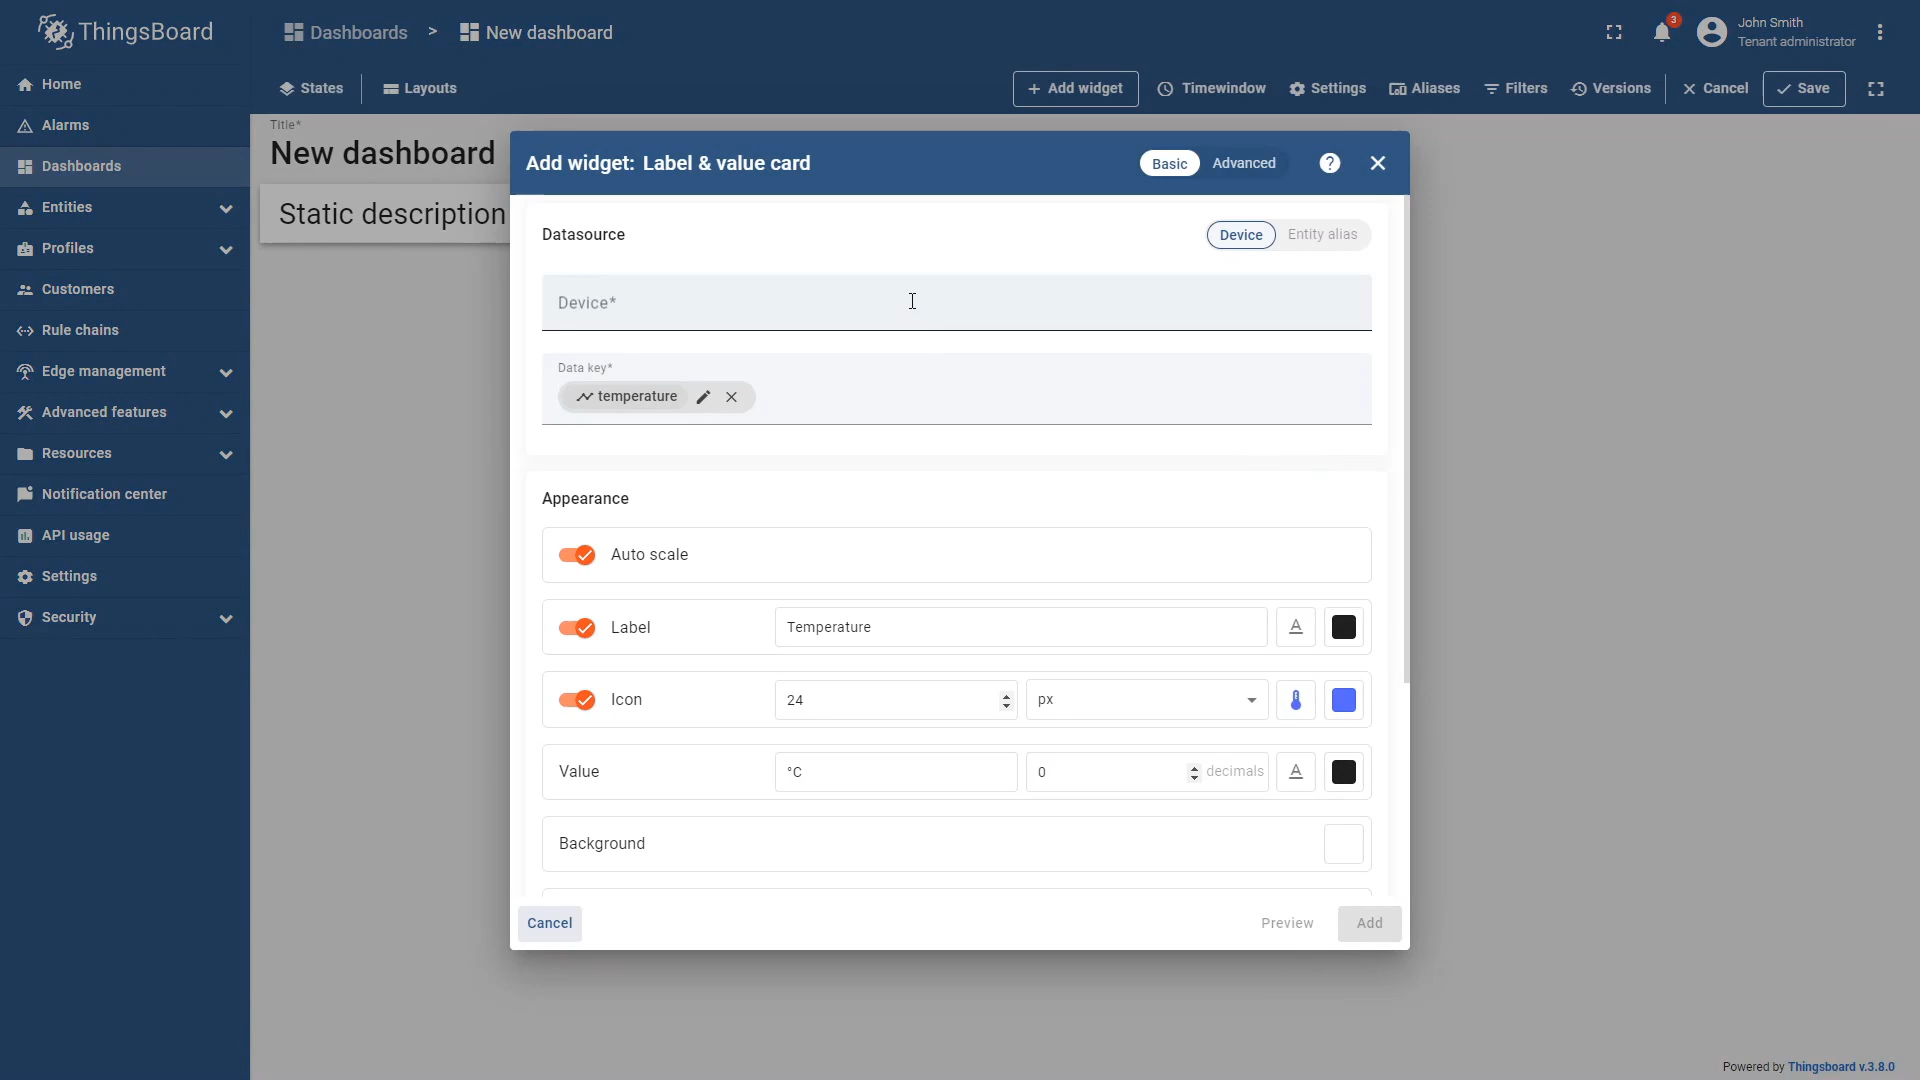 ThingsBoard
Dashboards > New dashboard
3
John Smith
Tenant administrator
Home
Alarms
Dashboards
Entities
Profiles
Customers
Rule chains
Edge management
Advanced features
Resources
Notification center
API usage
Settings
Security
States
Layouts
+ Add widget
Timewindow
Settings
Aliases
Filters
Versions
Cancel
Save
Title*
New dashboard
Static description
Add widget: Label & value card
Basic
Advanced
?
Datasource
Device
Entity alias
Device*
Data key*
temperature
Appearance
Auto scale
Label
Temperature
A
Icon
24
px
Value
°C
0
decimals
A
Background
Cancel
Preview
Add
Powered by Thingsboard v.3.8.0